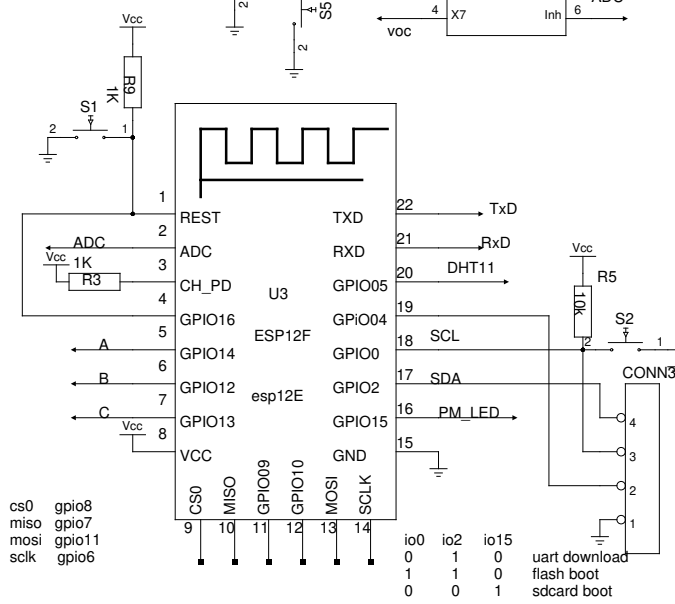 ADC
Vcc
2
S5
2
4 X7
Inh 6
voc
R9
1K
S1
2
1
1
22
REST
TXD
TxD
2
21
ADC
ADC
RXD
RxD
Vcc
1K
3
20
DHT11
Vcc
R3
CH_PD
GPIO05
R5
U3
4
19
10k
S2
GPIO16
GPiO04
ESP12F
5
18
SCL
2
1
A
GPIO14
GPIO0
6
17
SDA
CONN3
B
GPIO12
esp12E
GPIO2
7
16
PM_LED
4
C
GPIO13
GPIO15
Vcc
8
15
VCC
GND
3
2
CS0
MISO
GPIO09
GPIO10
MOSI
SCLK
9 10 11 12 13 14
1
cs0 gpio8
miso gpio7
mosi gpio11
sclk gpio6
io0 io2 io15
0 1 0 uart download
1 1 0 flash boot
0 0 1 sdcard boot